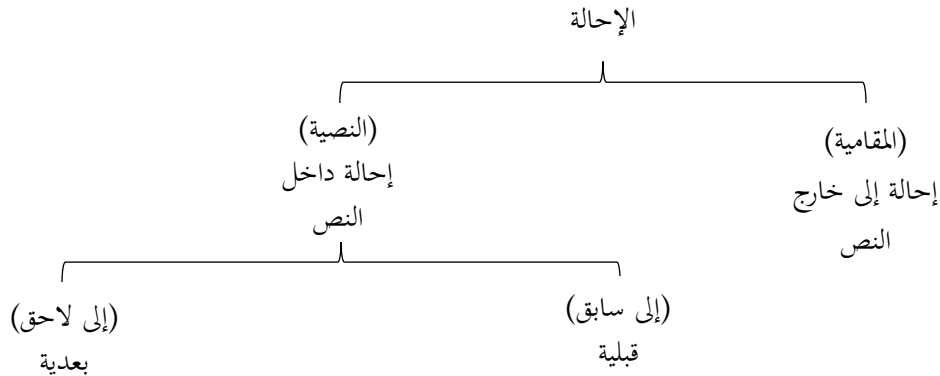 الإحالة
(المقامية)
إحالة إلى خارج
النص
(النصية)
إحالة داخل
النص
(إلى سابق)
قبلية
(إلى لاحق)
بعدية